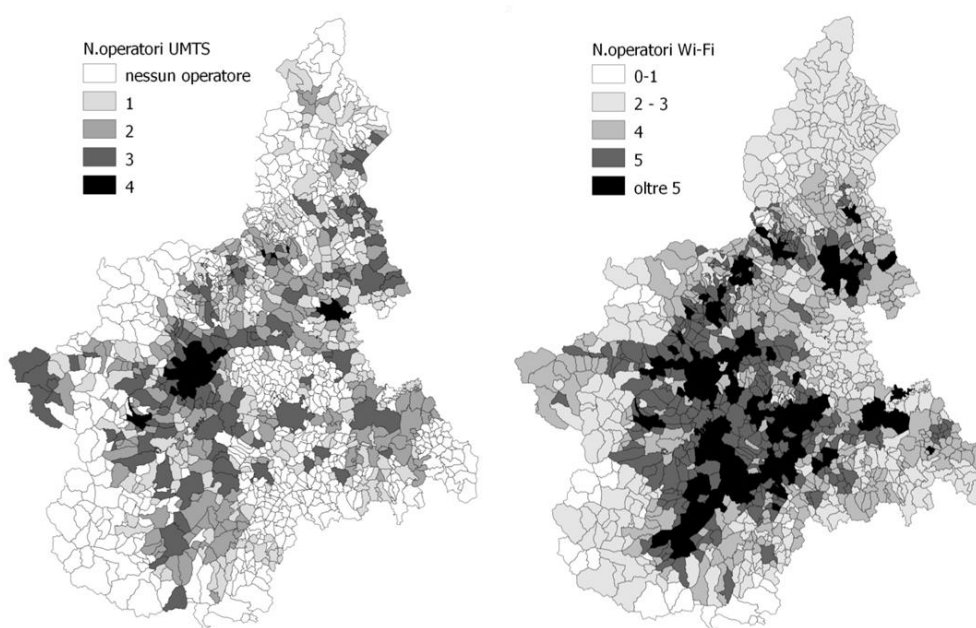 N.operatori UMTS
nessun operatore
1
2
3
4
N.operatori Wi-Fi
0-1
2 - 3
4
5
oltre 5